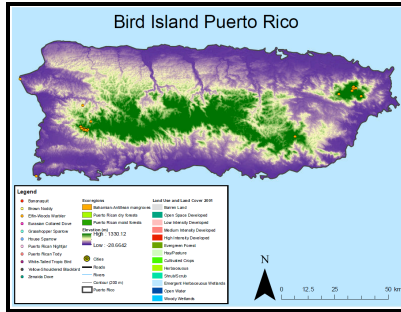 Bird Island Puerto Rico
Legend
Bananaquit
Brown Noddy
Elfin-Woods Warbler
Eurasian Collared Dove
Grasshopper Sparrow
House Sparrow
Puerto Rican Nightjar
Puerto Rican Tody
White-Tailed Tropic Bird
Yellow-Shouldered Blackbird
Zenaida Dove
Ecoregions
Bahamian-Antillean mangroves
Puerto Rican dry forests
Puerto Rican moist forests
Elevation (m)
High : 1330.12
Low : -28.6642
Cities
Roads
Rivers
Contour (200 m)
Puerto Rico
Land Use and Land Cover 2001
Barren Land
Open Space Developed
Low Intensity Developed
Medium Intensity Developed
High Intensity Developed
Evergreen Forest
Hay/Pasture
Cultivated Crops
Herbaceous
Shrub/Scrub
Emergent Herbaceous Wetlands
Open Water
Woody Wetlands
N
0 12.5 25 50 km